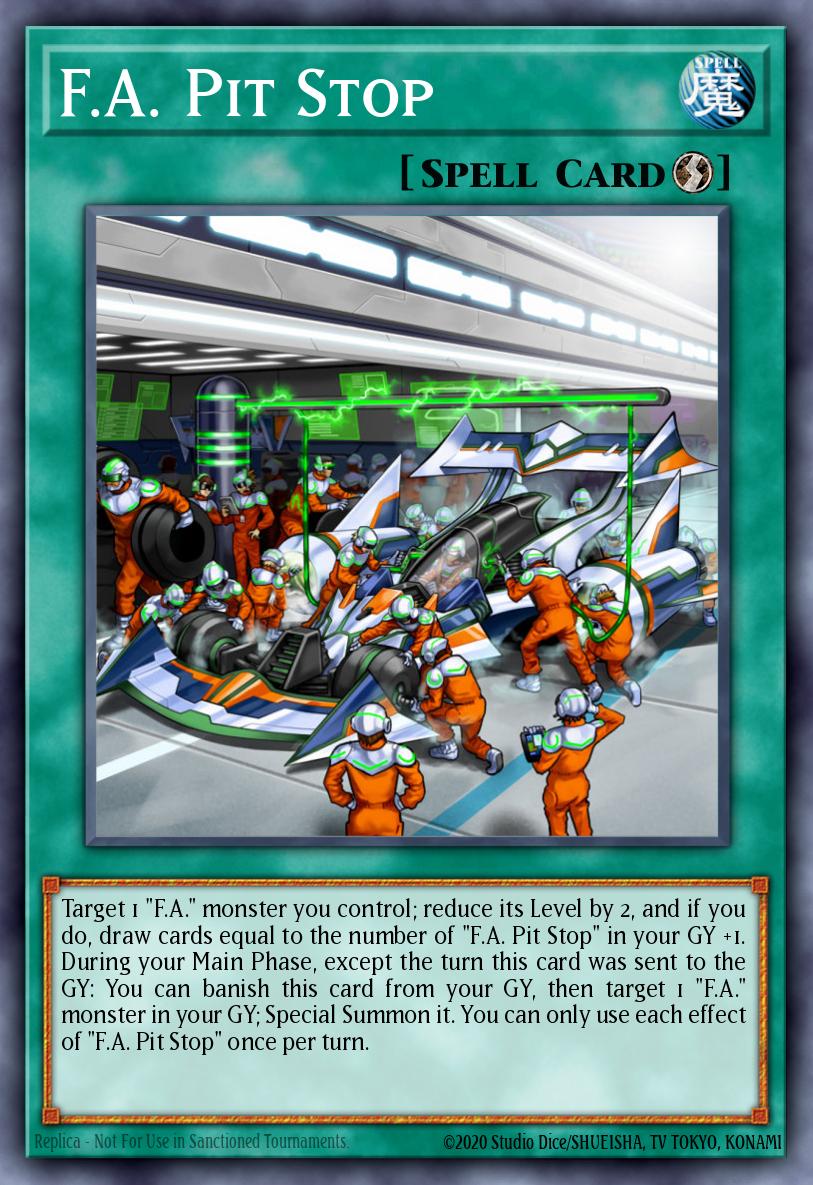 F.A. Pit Stop
SPELL
魔
[Spell Card]
Target 1 "F.A." monster you control; reduce its Level by 2, and if you
do, draw cards equal to the number of "F.A. Pit Stop" in your GY +1.
During your Main Phase, except the turn this card was sent to the
GY: You can banish this card from your GY, then target 1 "F.A."
monster in your GY; Special Summon it. You can only use each effect
of "F.A. Pit Stop" once per turn.
Replica - Not For Use in Sanctioned Tournaments.
©2020 Studio Dice/SHUEISHA, TV TOKYO, KONAMI